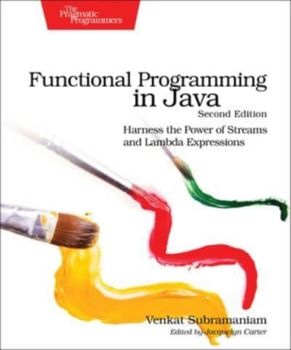 The
Pragmatic
Programmers
Functional Programming
in Java
Second Edition
Harness the Power of Streams
and Lambda Expressions
Venkat Subramaniam
Edited by Jacquelyn Carter